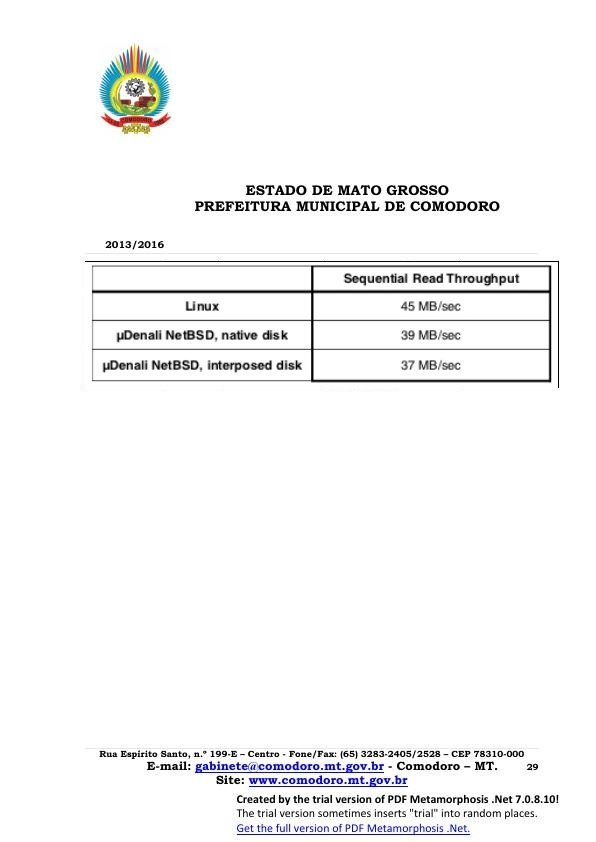 COMODORO
ESTADO DE MATO GROSSO
PREFEITURA MUNICIPAL DE COMODORO
2013/2016
Sequential Read Throughput
Linux 45 MB/sec
µDenali NetBSD, native disk 39 MB/sec
µDenali NetBSD, interposed disk 37 MB/sec
Rua Espírito Santo, n.º 199-E – Centro - Fone/Fax: (65) 3283-2405/2528 – CEP 78310-000
E-mail: gabinete@comodoro.mt.gov.br - Comodoro – MT. 29
Site: www.comodoro.mt.gov.br
Created by the trial version of PDF Metamorphosis .Net 7.0.8.10!
The trial version sometimes inserts "trial" into random places.
Get the full version of PDF Metamorphosis .Net.